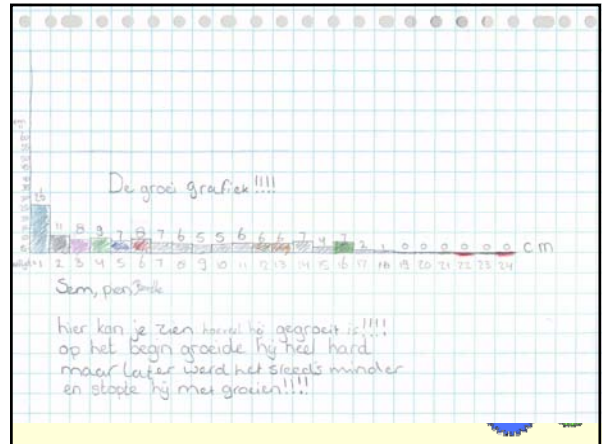 De groei grafiek!!!!
11 8 9 7 8 7 6 5 5 6 6 6 7 4 7 2 1 0 0 0 0 0 0 cm
1 2 3 4 5 6 7 8 9 10 11 12 13 14 15 16 17 18 19 20 21 22 23 24
Sem, pen,
hier kan je zien hoeveel hij gegroeit is!!!!
op het begin groeide hij heel hard
maar later werd het steeds minder
en stopte hij met groeien!!!!